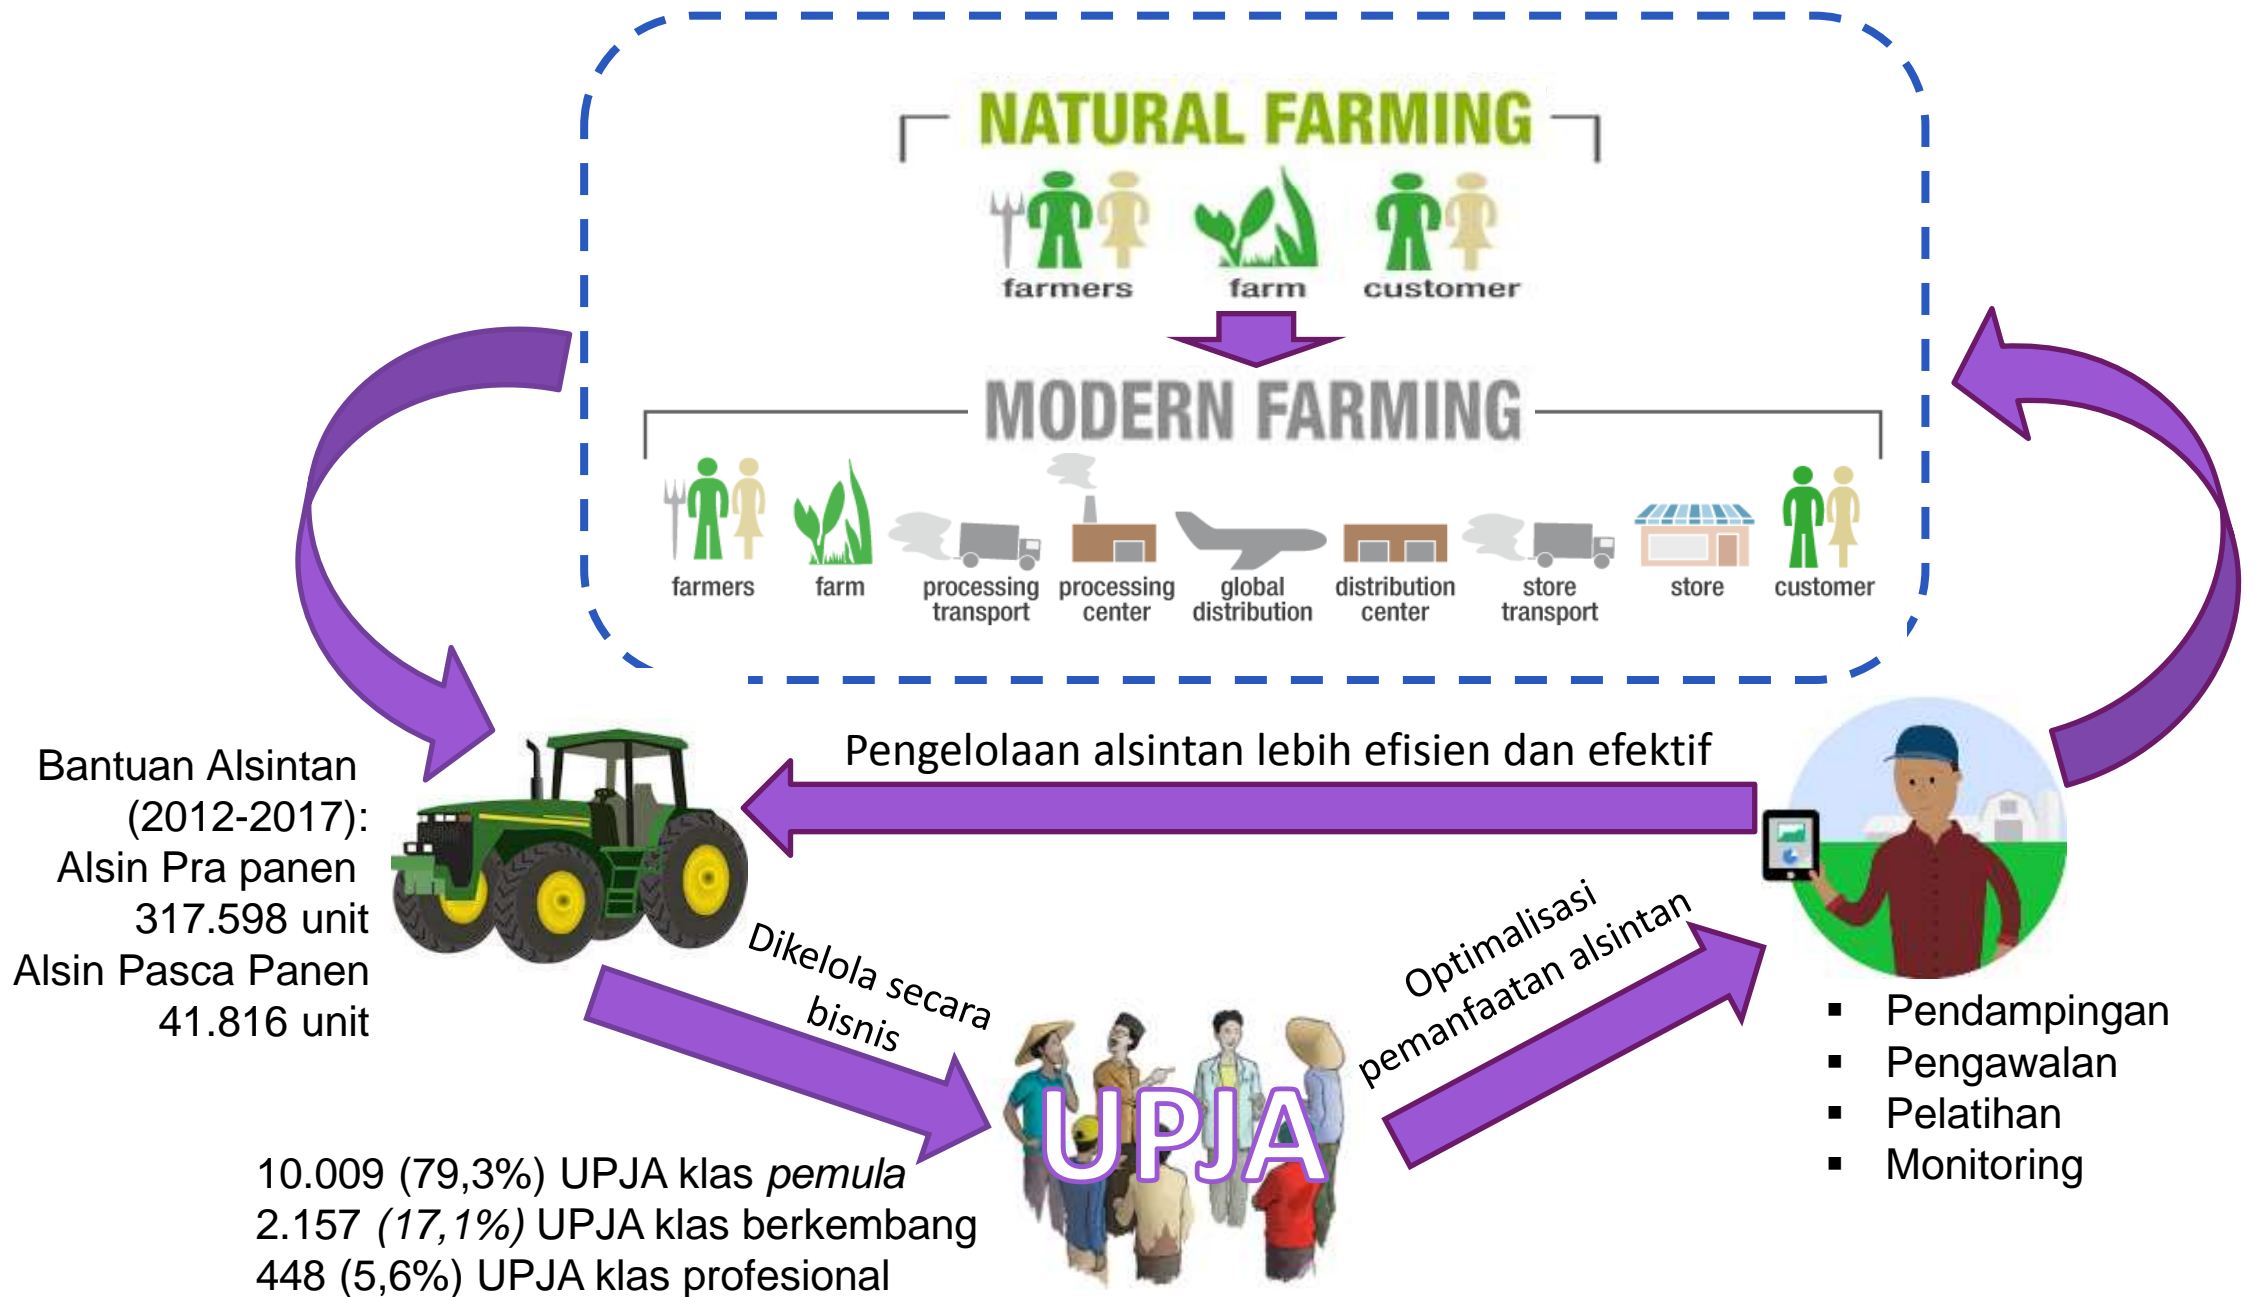 NATURAL FARMING
farmers
farm
customer
MODERN FARMING
farmers
farm
processing
transport
processing
center
global
distribution
distribution
center
store
transport
store
customer
Bantuan Alsintan
(2012-2017):
Alsin Pra panen
317.598 unit
Alsin Pasca Panen
41.816 unit
Pengelolaan alsintan lebih efisien dan efektif
Dikelola secara
bisnis
Optimalisasi
pemanfaatan alsintan
UPJA
▪ Pendampingan
▪ Pengawalan
▪ Pelatihan
▪ Monitoring
10.009 (79,3%) UPJA klas pemula
2.157 (17,1%) UPJA klas berkembang
448 (5,6%) UPJA klas profesional